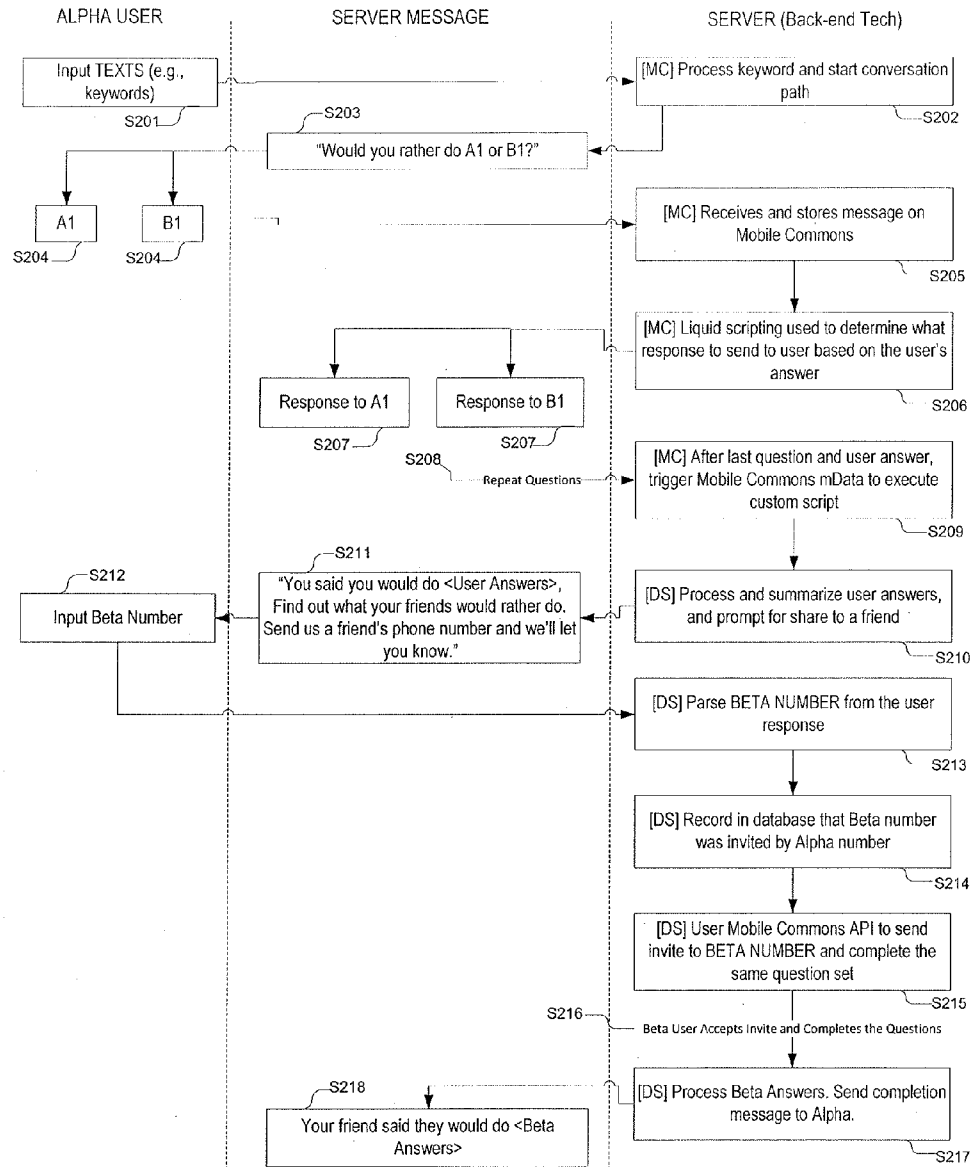 ALPHA USER
SERVER MESSAGE
SERVER (Back-end Tech)
Input TEXTS (e.g.,
keywords)
S201
[MC] Process keyword and start conversation
path
S202
S203
“Would you rather do A1 or B1?”
A1
B1
S204
S204
[MC] Receives and stores message on
Mobile Commons
S205
[MC] Liquid scripting used to determine what
response to send to user based on the user's
answer
S206
Response to A1
Response to B1
S207
S207
S208
Repeat Questions
[MC] After last question and user answer,
trigger Mobile Commons mData to execute
custom script
S209
S211
“You said you would do <User Answers>,
Find out what your friends would rather do.
Send us a friend's phone number and we'll let
you know.”
S212
Input Beta Number
[DS] Process and summarize user answers,
and prompt for share to a friend
S210
[DS] Parse BETA NUMBER from the user
response
S213
[DS] Record in database that Beta number
was invited by Alpha number
S214
[DS] User Mobile Commons API to send
invite to BETA NUMBER and complete the
same question set
S215
S216
Beta User Accepts Invite and Completes the Questions
[DS] Process Beta Answers. Send completion
message to Alpha.
S217
S218
Your friend said they would do <Beta
Answers>